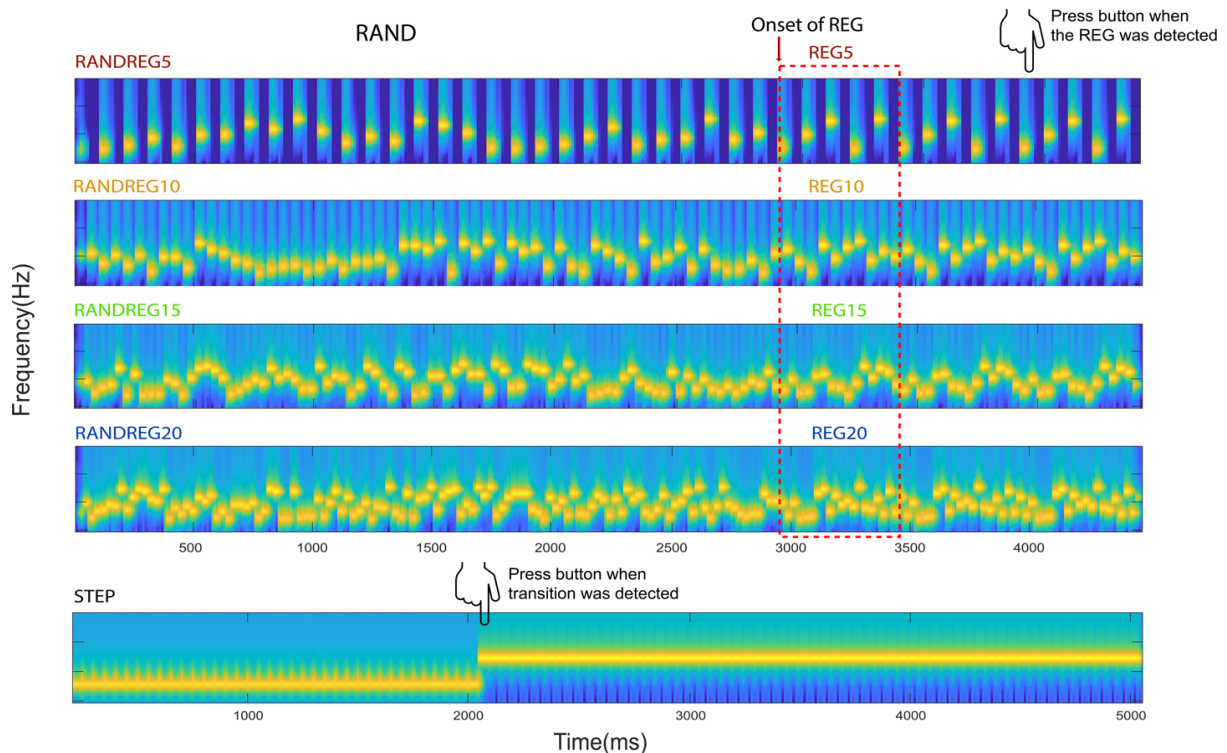 RAND
Onset of REG
Press button when
the REG was detected
RANDREG5
REG5
RANDREG10
REG10
RANDREG15
REG15
RANDREG20
REG20
Frequency(Hz)
500 1000 1500 2000 2500 3000 3500 4000
Press button when
transition was detected
STEP
1000 2000 3000 4000 5000
Time(ms)